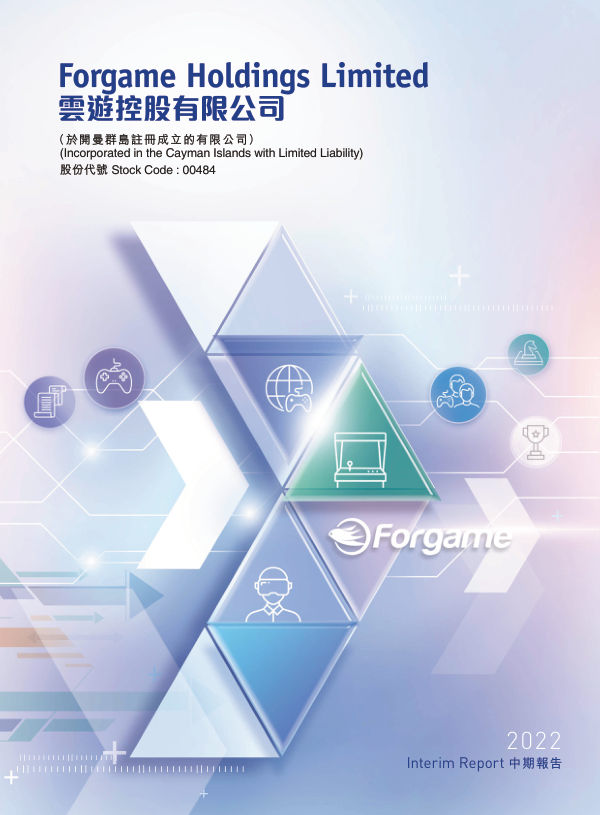 Forgame Holdings Limited
雲遊控股有限公司
（於開曼群島註冊成立的有限公司）
(Incorporated in the Cayman Islands with Limited Liability)
股份代號 Stock Code : 00484
Forgame
2022
Interim Report 中期報告